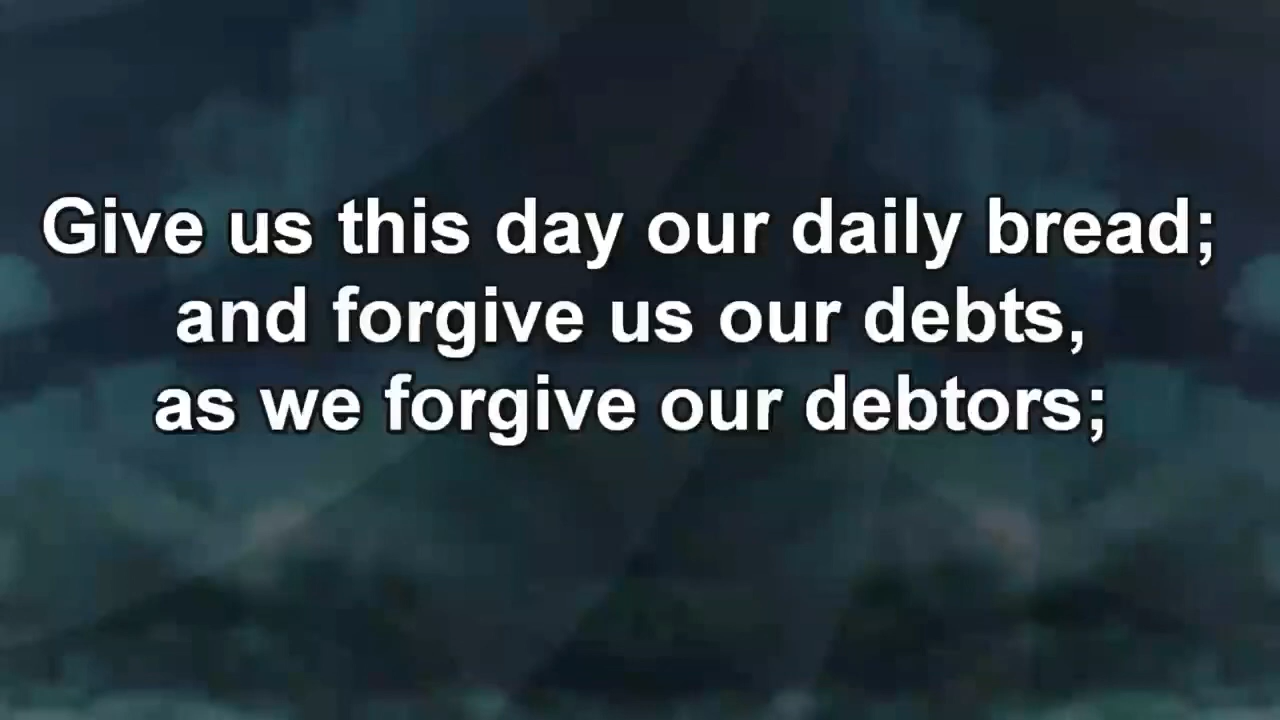 Give us this day our daily bread;
and forgive us our debts,
as we forgive our debtors;